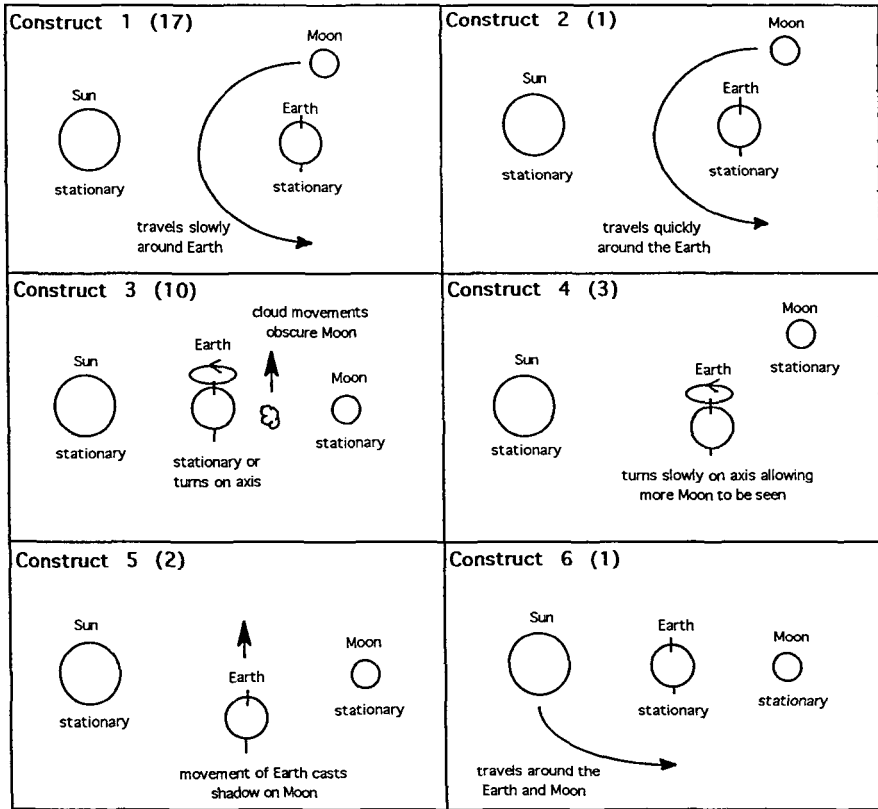 Construct 1 (17)
Moon
Sun
Earth
stationary
stationary
travels slowly
around Earth
Construct 2 (1)
Moon
Sun
Earth
stationary
stationary
travels quickly
around the Earth
Construct 3 (10)
cloud movements
obscure Moon
Earth
Sun
Moon
stationary
stationary
stationary or
turns on axis
Construct 4 (3)
Moon
Sun
Earth
stationary
stationary
turns slowly on axis allowing
more Moon to be seen
Construct 5 (2)
Sun
Moon
Earth
stationary
stationary
movement of Earth casts
shadow on Moon
Construct 6 (1)
Sun
Earth
Moon
stationary
stationary
stationary
travels around the
Earth and Moon